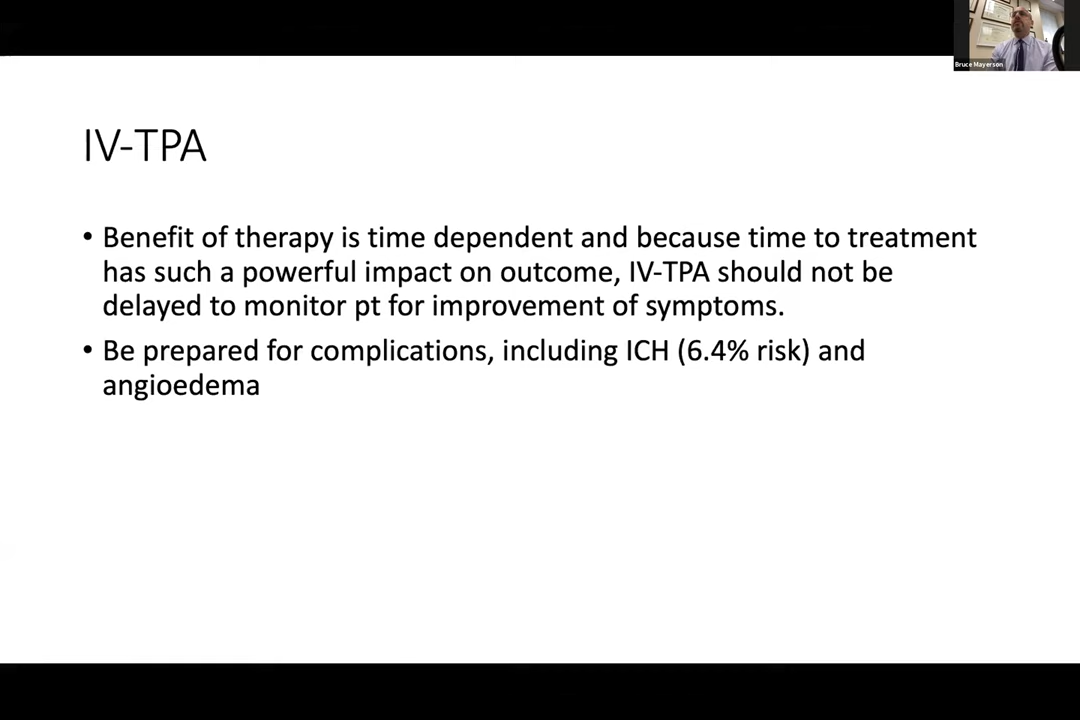 Bruce Mayerson
IV-TPA
• Benefit of therapy is time dependent and because time to treatment
has such a powerful impact on outcome, IV-TPA should not be
delayed to monitor pt for improvement of symptoms.
• Be prepared for complications, including ICH (6.4% risk) and
angioedema